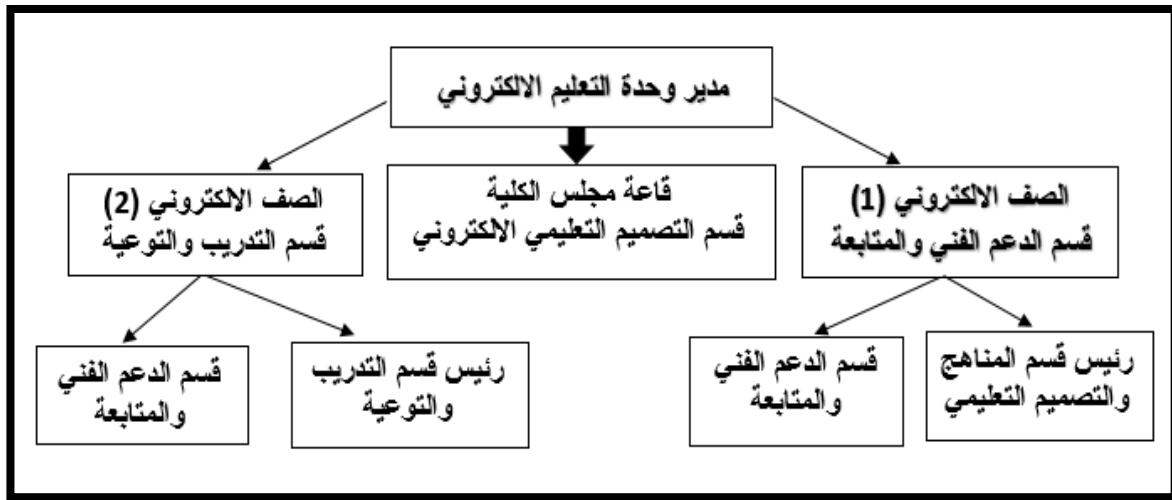 مدير وحدة التعليم الالكتروني
الصف الالكتروني (1)
قسم الدعم الفني والمتابعة
قاعة مجلس الكلية
قسم التصميم التعليمي الالكتروني
الصف الالكتروني (2)
قسم التدريب والتوعية
رئيس قسم المناهج
والتصميم التعليمي
قسم الدعم الفني
والمتابعة
رئيس قسم التدريب
والتوعية
قسم الدعم الفني
والمتابعة